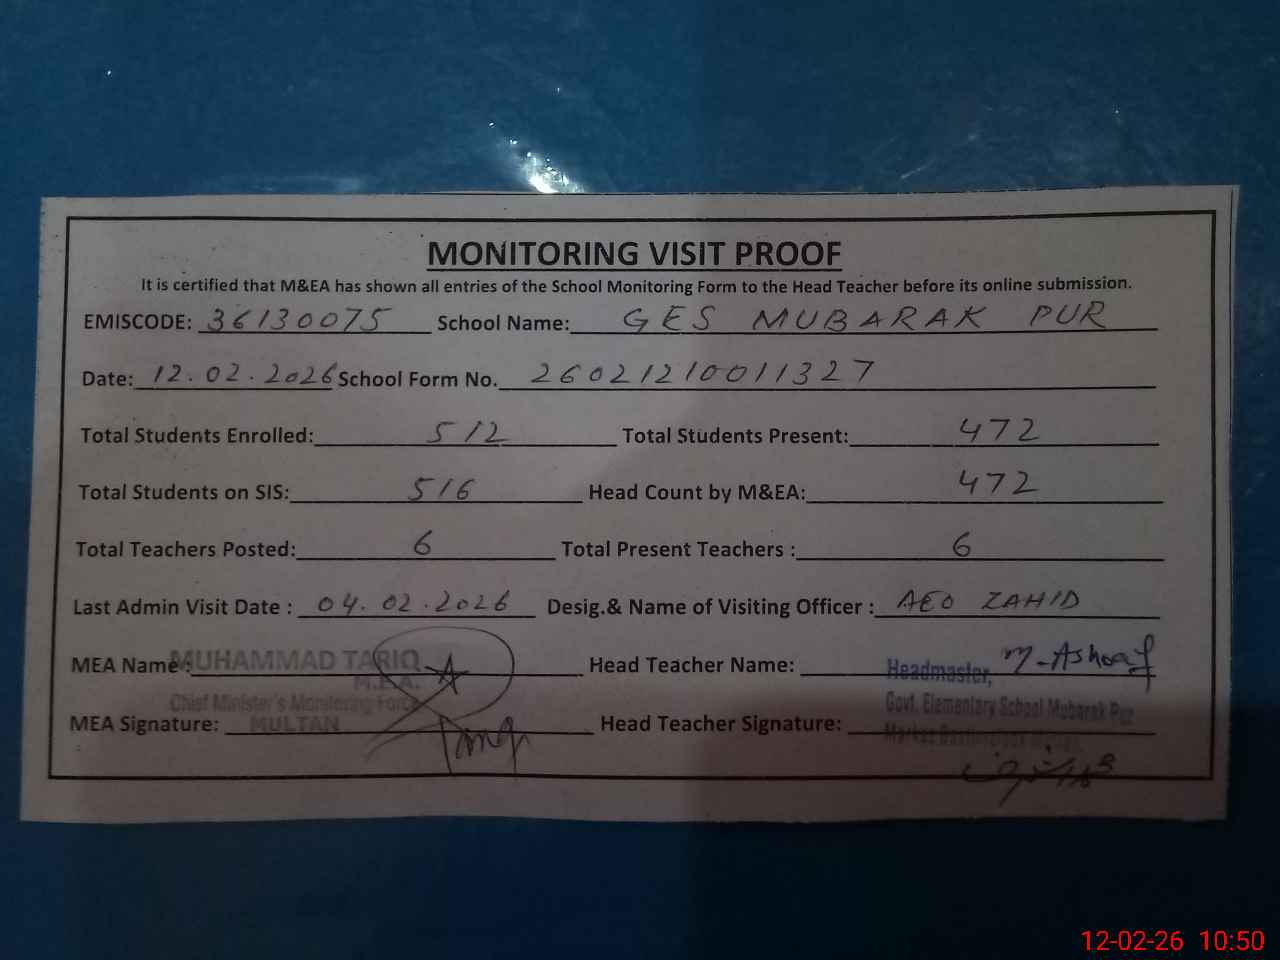 MONITORING VISIT PROOF
It is certified that M&EA has shown all entries of the School Monitoring Form to the Head Teacher before its online submission.
EMISCODE: 36130075 School Name: GES MUBARAK PUR
Date: 12.02.2026 School Form No. 26021210011327
Total Students Enrolled: 512 Total Students Present: 472
Total Students on SIS: 516 Head Count by M&EA: 472
Total Teachers Posted: 6 Total Present Teachers : 6
Last Admin Visit Date : 04.02.2026 Desig.& Name of Visiting Officer : AEO ZAHID
MEA Name : MUHAMMAD TARIQ Head Teacher Name: M. Ashraf
M.E.A. Headmaster,
Chief Minister's Monitoring Force Govt. Elementary School Mubarak Pur
MEA Signature: MULTAN Head Teacher Signature:
Tariq
12-02-26 10:50